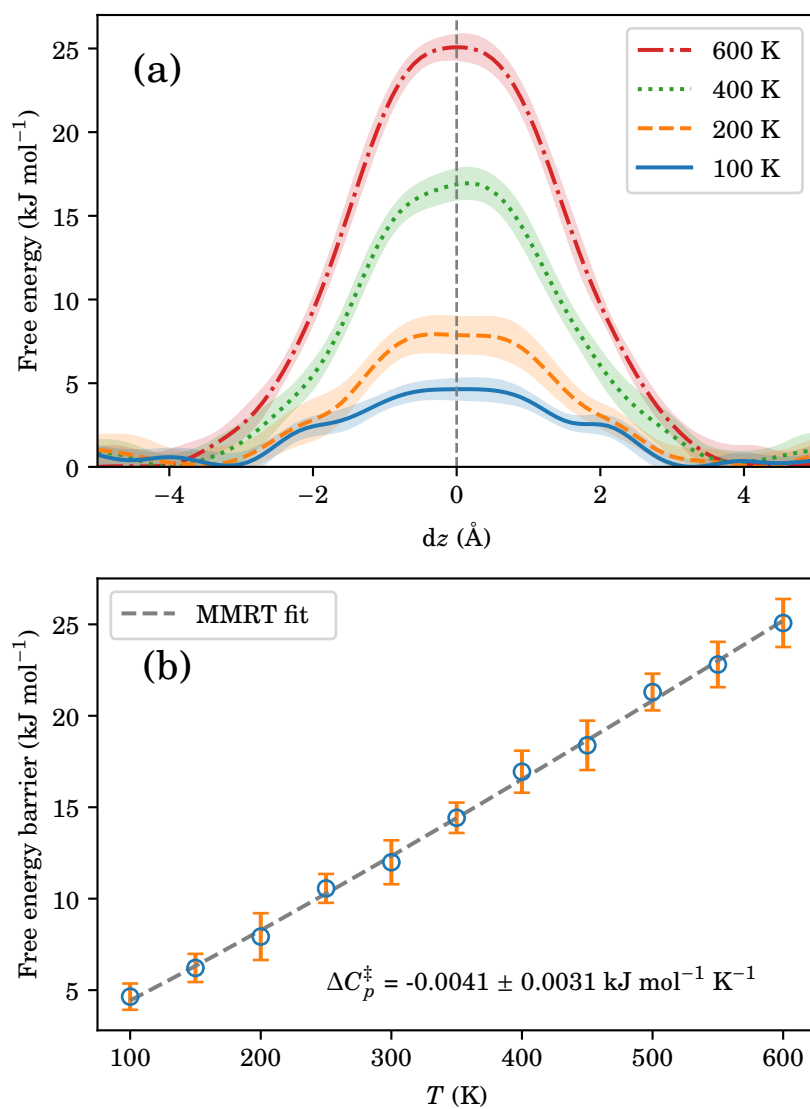 (a)
600 K
400 K
200 K
100 K
Free energy (kJ mol⁻¹)
25
20
15
10
5
0
−4
−2
0
2
4
dz (Å)
MMRT fit
(b)
Free energy barrier (kJ mol⁻¹)
25
20
15
10
5
ΔC‡p = -0.0041 ± 0.0031 kJ mol⁻¹ K⁻¹
100
200
300
400
500
600
T (K)